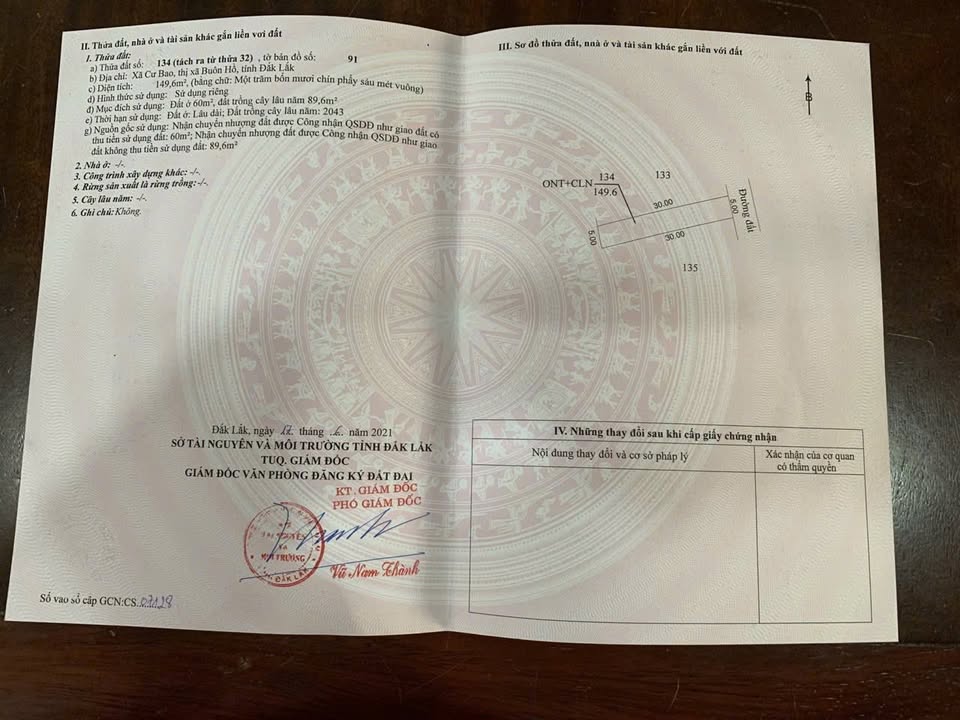 II. Thửa đất, nhà ở và tài sản khác gắn liền với đất
1. Thửa đất:
a) Thửa đất số: 134 (tách ra từ thửa 32) , tờ bản đồ số: 91
b) Địa chỉ: Xã Cư Bao, thị xã Buôn Hồ, tỉnh Đắk Lắk
c) Diện tích: 149,6m², (bằng chữ: Một trăm bốn mươi chín phẩy sáu mét vuông)
d) Hình thức sử dụng: Sử dụng riêng
đ) Mục đích sử dụng: Đất ở 60m², đất trồng cây lâu năm 89,6m²
e) Thời hạn sử dụng: Đất ở: Lâu dài; Đất trồng cây lâu năm: 2043
g) Nguồn gốc sử dụng: Nhận chuyển nhượng đất được Công nhận QSDĐ như giao đất có
thu tiền sử dụng đất: 60m²; Nhận chuyển nhượng đất được Công nhận QSDĐ như giao
đất không thu tiền sử dụng đất: 89,6m²
2. Nhà ở: -/-.
3. Công trình xây dựng khác: -/-.
4. Rừng sản xuất là rừng trồng:-/-.
5. Cây lâu năm: -/-.
6. Ghi chú: Không.
Đắk Lắk, ngày 17 tháng 6 năm 2021
SỞ TÀI NGUYÊN VÀ MÔI TRƯỜNG TỈNH ĐẮK LẮK
TUQ. GIÁM ĐỐC
GIÁM ĐỐC VĂN PHÒNG ĐĂNG KÝ ĐẤT ĐAI
KT. GIÁM ĐỐC
PHÓ GIÁM ĐỐC
SỞ
TÀI NGUYÊN
VÀ
MÔI TRƯỜNG
ĐẮK LẮK
Vũ Nam Thành
Số vào sổ cấp GCN:CS 07128
III. Sơ đồ thửa đất, nhà ở và tài sản khác gắn liền với đất
B
133
ONT+CLN 134
149.6
30.00
5.00
Đường đất
5.00
30.00
135
IV. Những thay đổi sau khi cấp giấy chứng nhận
Nội dung thay đổi và cơ sở pháp lý
Xác nhận của cơ quan
có thẩm quyền